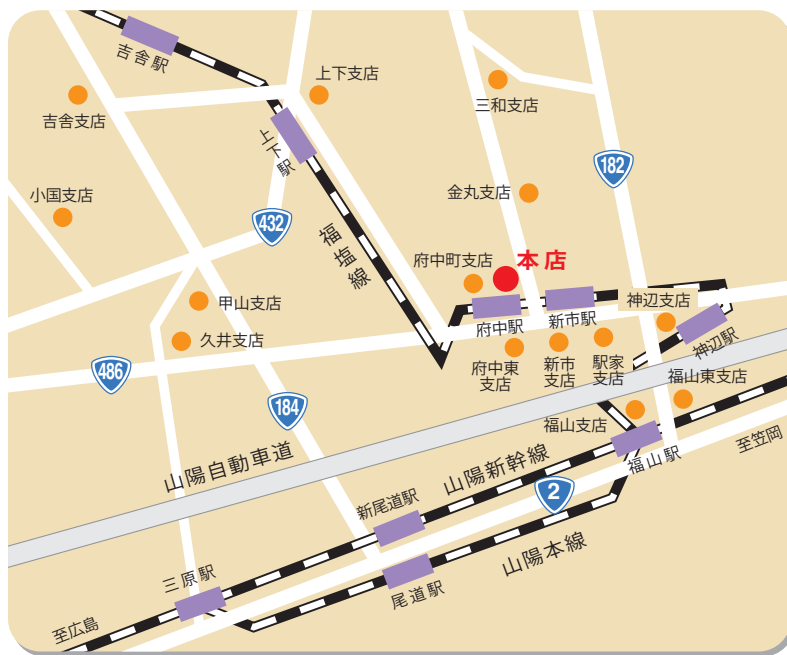 吉舎駅
上下支店
三和支店
吉舎支店
上下駅
182
小国支店
金丸支店
432
福塩線
本店
府中町支店
甲山支店
府中駅
新市駅
神辺支店
久井支店
神辺駅
府中東
支店
新市
支店
駅家
支店
486
福山東支店
184
福山支店
山陽自動車道
山陽新幹線
福山駅
至笠岡
新尾道駅
2
山陽本線
三原駅
尾道駅
至広島